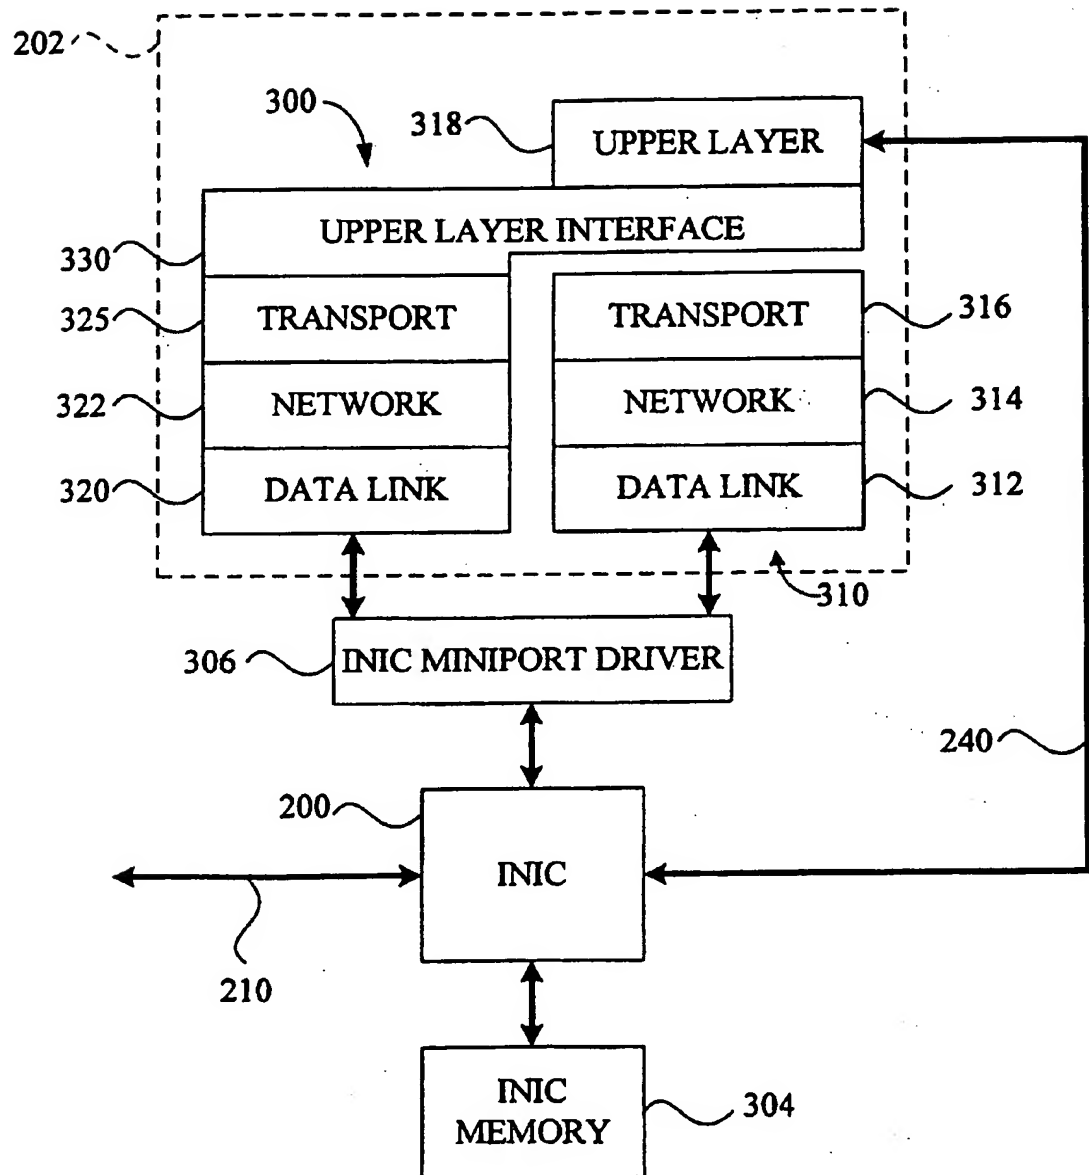 202
300
318
UPPER LAYER
UPPER LAYER INTERFACE
330
325
TRANSPORT
TRANSPORT
316
322
NETWORK
NETWORK
314
320
DATA LINK
DATA LINK
312
310
306
INIC MINIPORT DRIVER
240
200
INIC
210
INIC
MEMORY
304